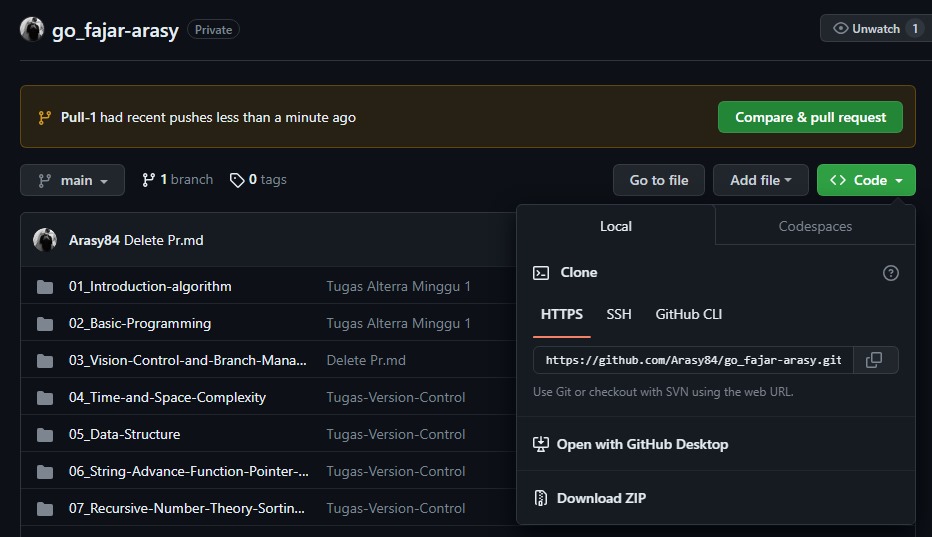 go_fajar-arasy Private
Unwatch 1
Pull-1 had recent pushes less than a minute ago
Compare & pull request
main 1 branch 0 tags
Go to file Add file Code
Arasy84 Delete Pr.md
01_Introduction-algorithm Tugas Alterra Minggu 1
02_Basic-Programming Tugas Alterra Minggu 1
03_Vision-Control-and-Branch-Mana... Delete Pr.md
04_Time-and-Space-Complexity Tugas-Version-Control
05_Data-Structure Tugas-Version-Control
06_String-Advance-Function-Pointer-... Tugas-Version-Control
07_Recursive-Number-Theory-Sortin... Tugas-Version-Control
Local Codespaces
Clone
HTTPS SSH GitHub CLI
https://github.com/Arasy84/go_fajar-arasy.git
Use Git or checkout with SVN using the web URL.
Open with GitHub Desktop
Download ZIP